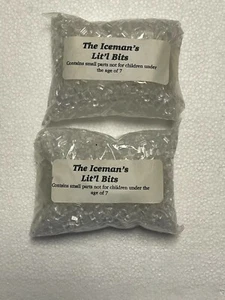 The Iceman's
Lit'l Bits
Contains small parts not for children under
the age of 7
The Iceman's
Lit'l Bits
Contains small parts not for children under the
age of 7